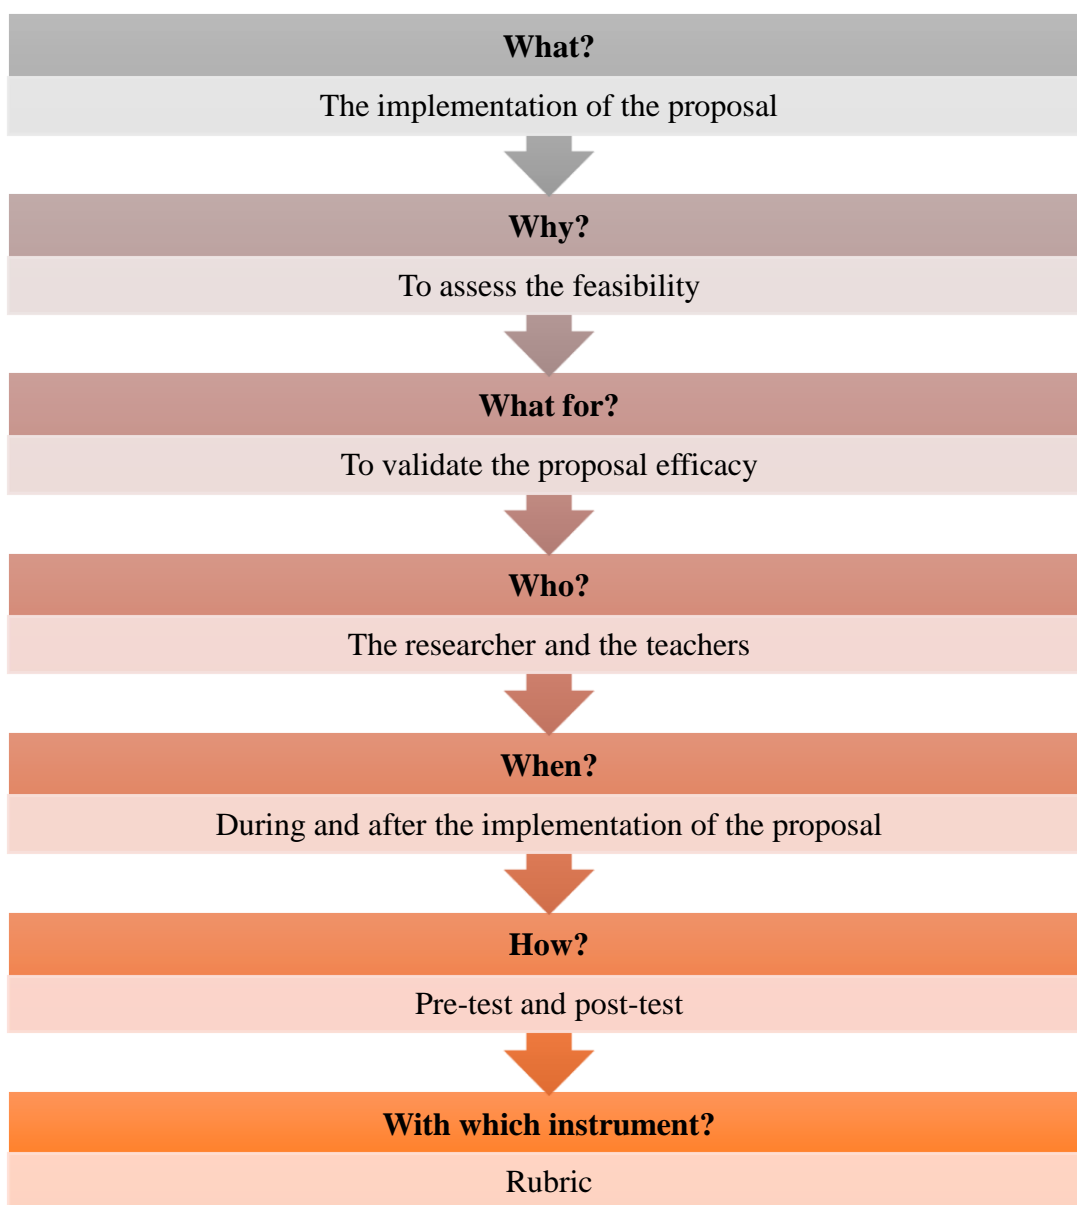 What?
The implementation of the proposal
Why?
To assess the feasibility
What for?
To validate the proposal efficacy
Who?
The researcher and the teachers
When?
During and after the implementation of the proposal
How?
Pre-test and post-test
With which instrument?
Rubric